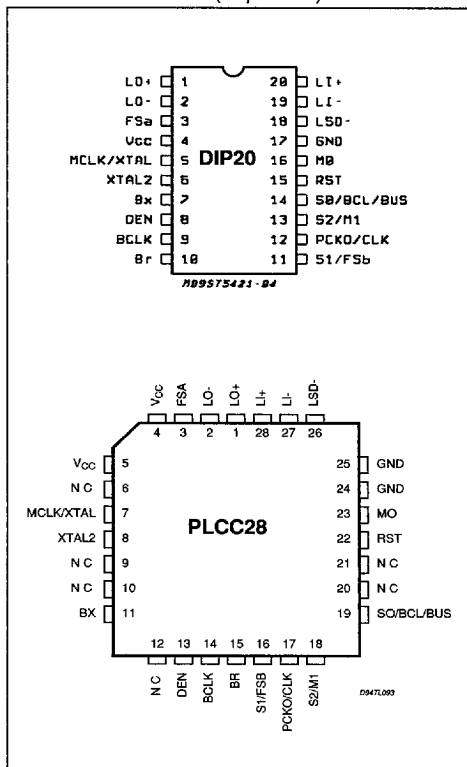 LO+ 1 20 LI+
LO- 2 19 LI-
FSa 3 18 LSD-
Vcc 4 17 GND
MCLK/XTAL 5 DIP20 16 M0
XTAL2 6 15 RST
Bx 7 14 S0/BCL/BUS
DEN 8 13 S2/M1
BCLK 9 12 PCKO/CLK
Br 10 11 S1/FSb
M89ST5421-04
VCC FSA LO- LO+ LI+ LI- LSD-
4 3 2 1 28 27 26
VCC 5 25 GND
N C 6 24 GND
MCLK/XTAL 7 23 MO
PLCC28
XTAL2 8 22 RST
N C 9 21 N C
N C 10 20 N C
BX 11 19 SO/BCL/BUS
12 13 14 15 16 17 18
N C DEN BCLK BR S1/FSB PCKO/CLK S2/M1
D94TL093